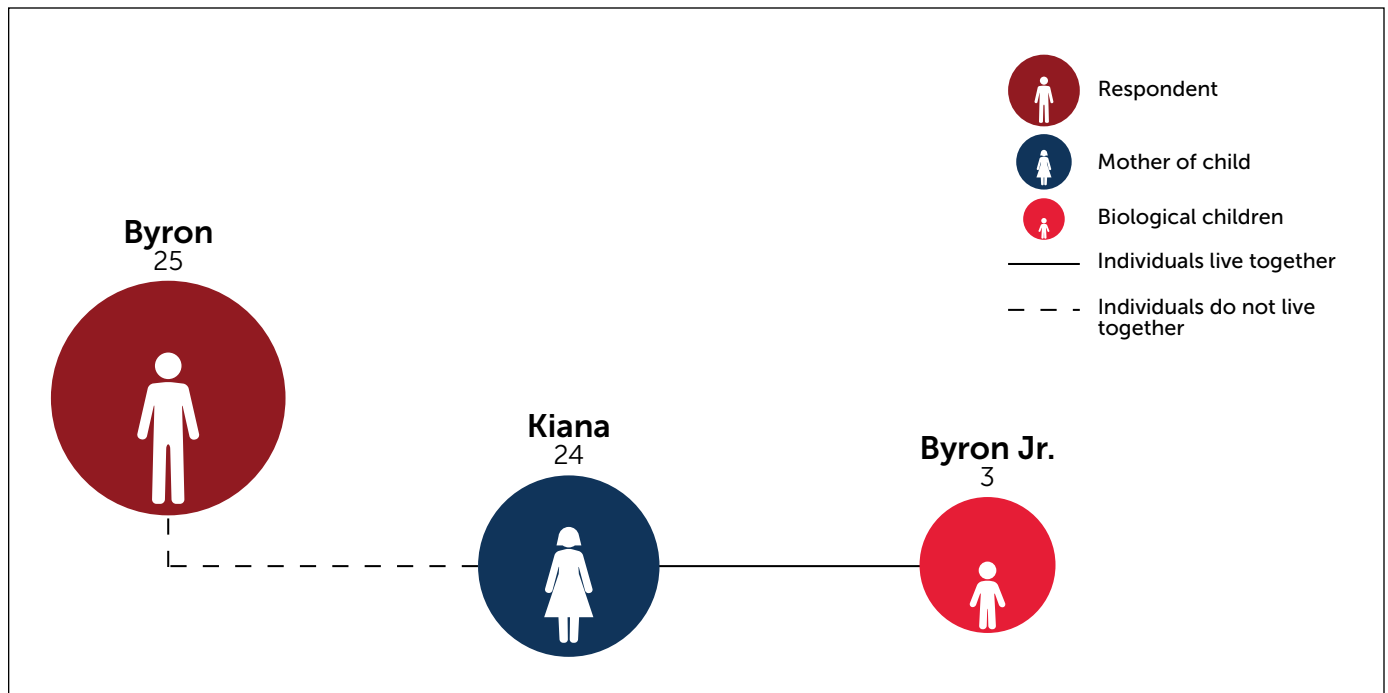 Respondent
Mother of child
Biological children
Individuals live together
Individuals do not live
together
Byron
25
Kiana
24
Byron Jr.
3